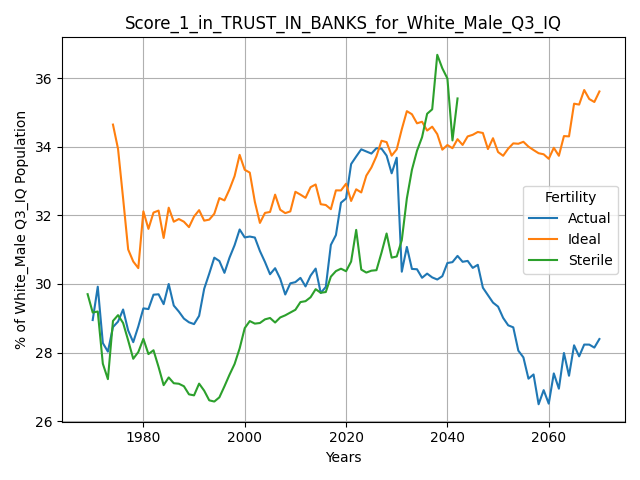 Score_1_in_TRUST_IN_BANKS_for_White_Male_Q3_IQ
% of White_Male Q3_IQ Population
36
34
32
30
28
26
Fertility
Actual
Ideal
Sterile
1980 2000 2020 2040 2060
Years